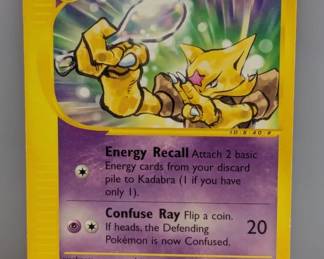 Energy Recall Attach 2 basic
Energy cards from your discard
pile to Kadabra (1 if you have
only 1).
Confuse Ray Flip a coin.
If heads, the Defending
Pokémon is now Confused.
20